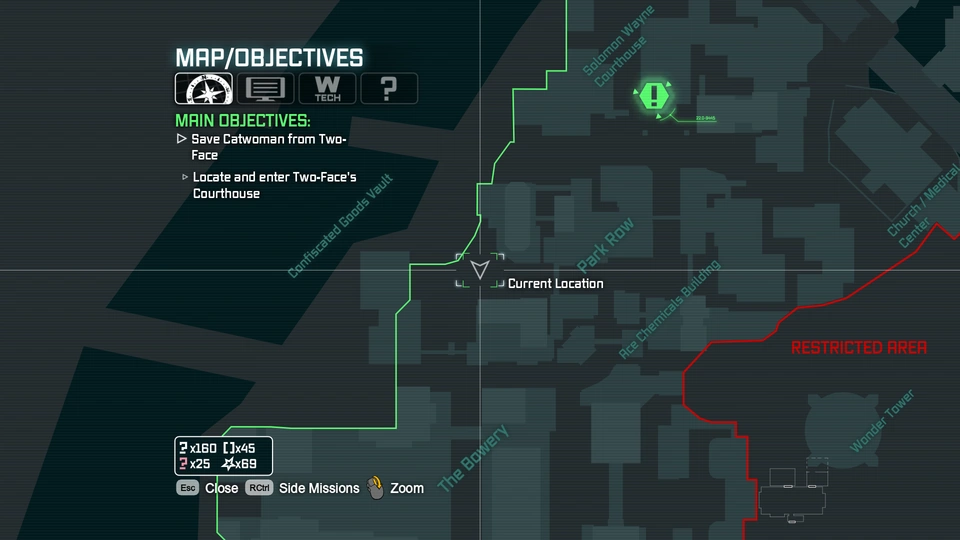 MAP/OBJECTIVES
W
TECH
?
MAIN OBJECTIVES:
Save Catwoman from Two-
Face
Locate and enter Two-Face's
Courthouse
Solomon Wayne
Courthouse
Confiscated Goods Vault
Church / Medical
Center
Park Row
Current Location
Ace Chemicals Building
RESTRICTED AREA
Wonder Tower
The Bowery
?x160 []x45
?x25 x69
Esc Close RCtrl Side Missions Zoom